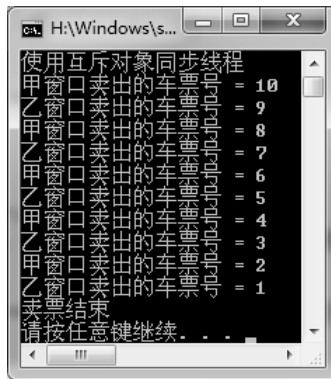 H:\Windows\s...
使用互斥对象同步线程
甲窗口卖出的车票号 = 10
乙窗口卖出的车票号 = 9
甲窗口卖出的车票号 = 8
乙窗口卖出的车票号 = 7
甲窗口卖出的车票号 = 6
乙窗口卖出的车票号 = 5
甲窗口卖出的车票号 = 4
乙窗口卖出的车票号 = 3
甲窗口卖出的车票号 = 2
乙窗口卖出的车票号 = 1
卖票结束
请按任意键继续. . .